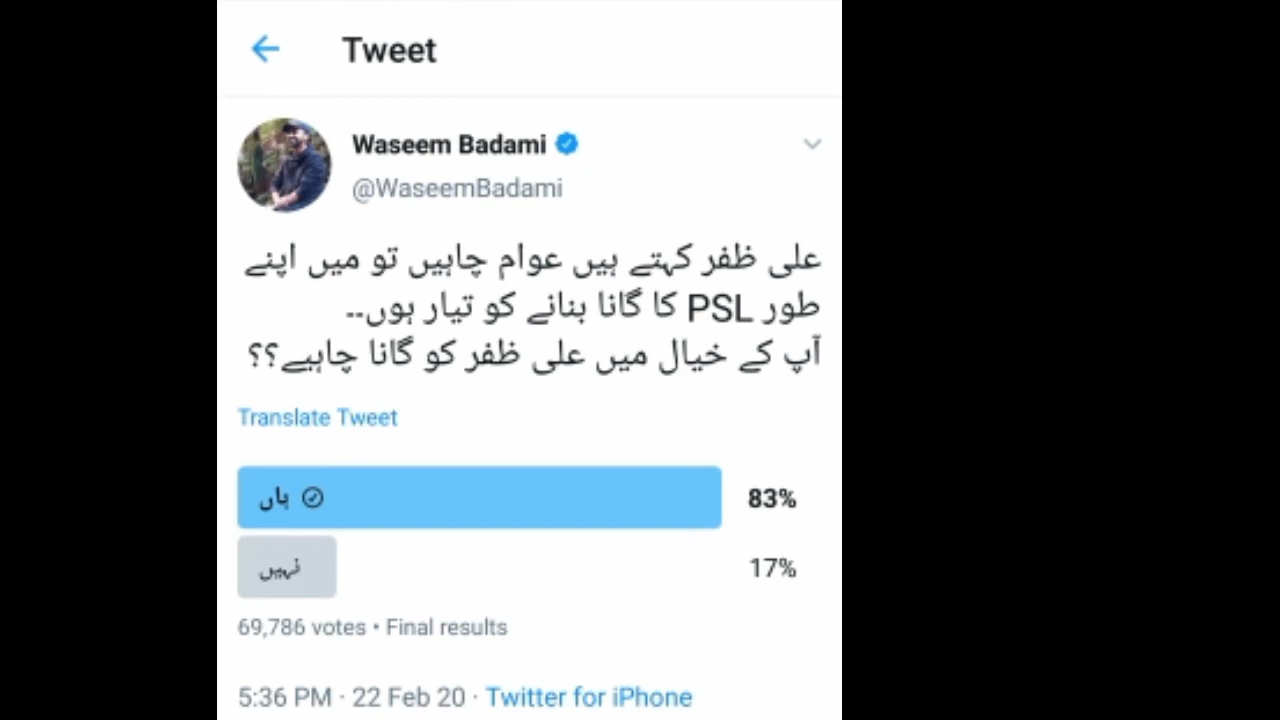 Tweet
Waseem Badami
@WaseemBadami
علی ظفر کہتے ہیں عوام چاہیں تو میں اپنے
طور PSL کا گانا بنانے کو تیار ہوں۔۔
آپ کے خیال میں علی ظفر کو گانا چاہیے؟؟
Translate Tweet
ہاں 83%
نہیں 17%
69,786 votes • Final results
5:36 PM · 22 Feb 20 · Twitter for iPhone